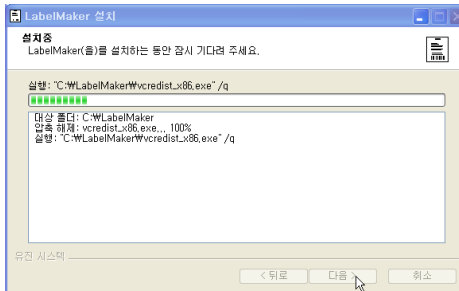 LabelMaker 설치
설치중
LabelMaker(을)를 설치하는 동안 잠시 기다려 주세요.
실행: "C:₩LabelMaker₩vcredist_x86.exe" /q
대상 폴더: C:₩LabelMaker
압축 해제: vcredist_x86.exe... 100%
실행: "C:₩LabelMaker₩vcredist_x86.exe" /q
유진 시스템
< 뒤로
다음 >
취소